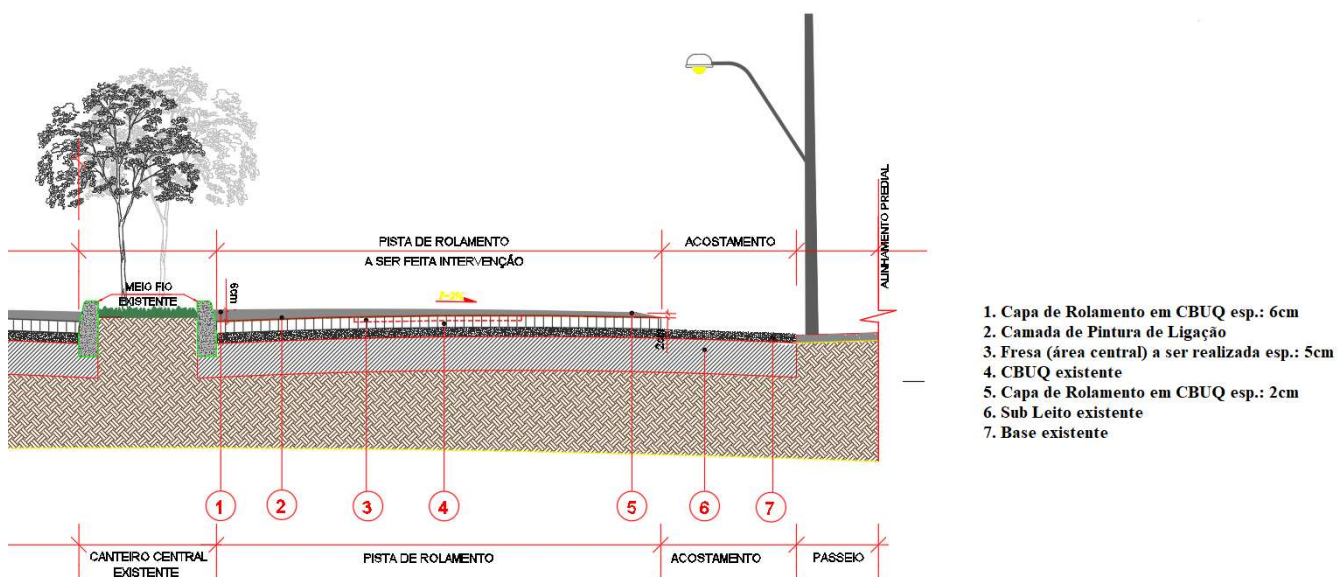 PISTA DE ROLAMENTO
A SER FEITA INTERVENÇÃO
ACOSTAMENTO
ALINHAMENTO PREDIAL
MEIO FIO
EXISTENTE
6cm
2cm
1
2
3
4
5
6
7
CANTEIRO CENTRAL
EXISTENTE
PISTA DE ROLAMENTO
ACOSTAMENTO
PASSEIO
1. Capa de Rolamento em CBUQ esp.: 6cm
2. Camada de Pintura de Ligação
3. Fresa (área central) a ser realizada esp.: 5cm
4. CBUQ existente
5. Capa de Rolamento em CBUQ esp.: 2cm
6. Sub Leito existente
7. Base existente